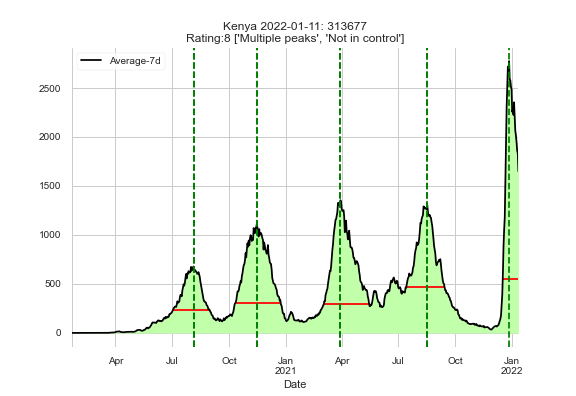 Kenya 2022-01-11: 313677
Rating:8 ['Multiple peaks', 'Not in control']
Average-7d
2500
2000
1500
1000
500
0
Apr Jul Oct Jan Apr Jul Oct Jan
2021 2022
Date